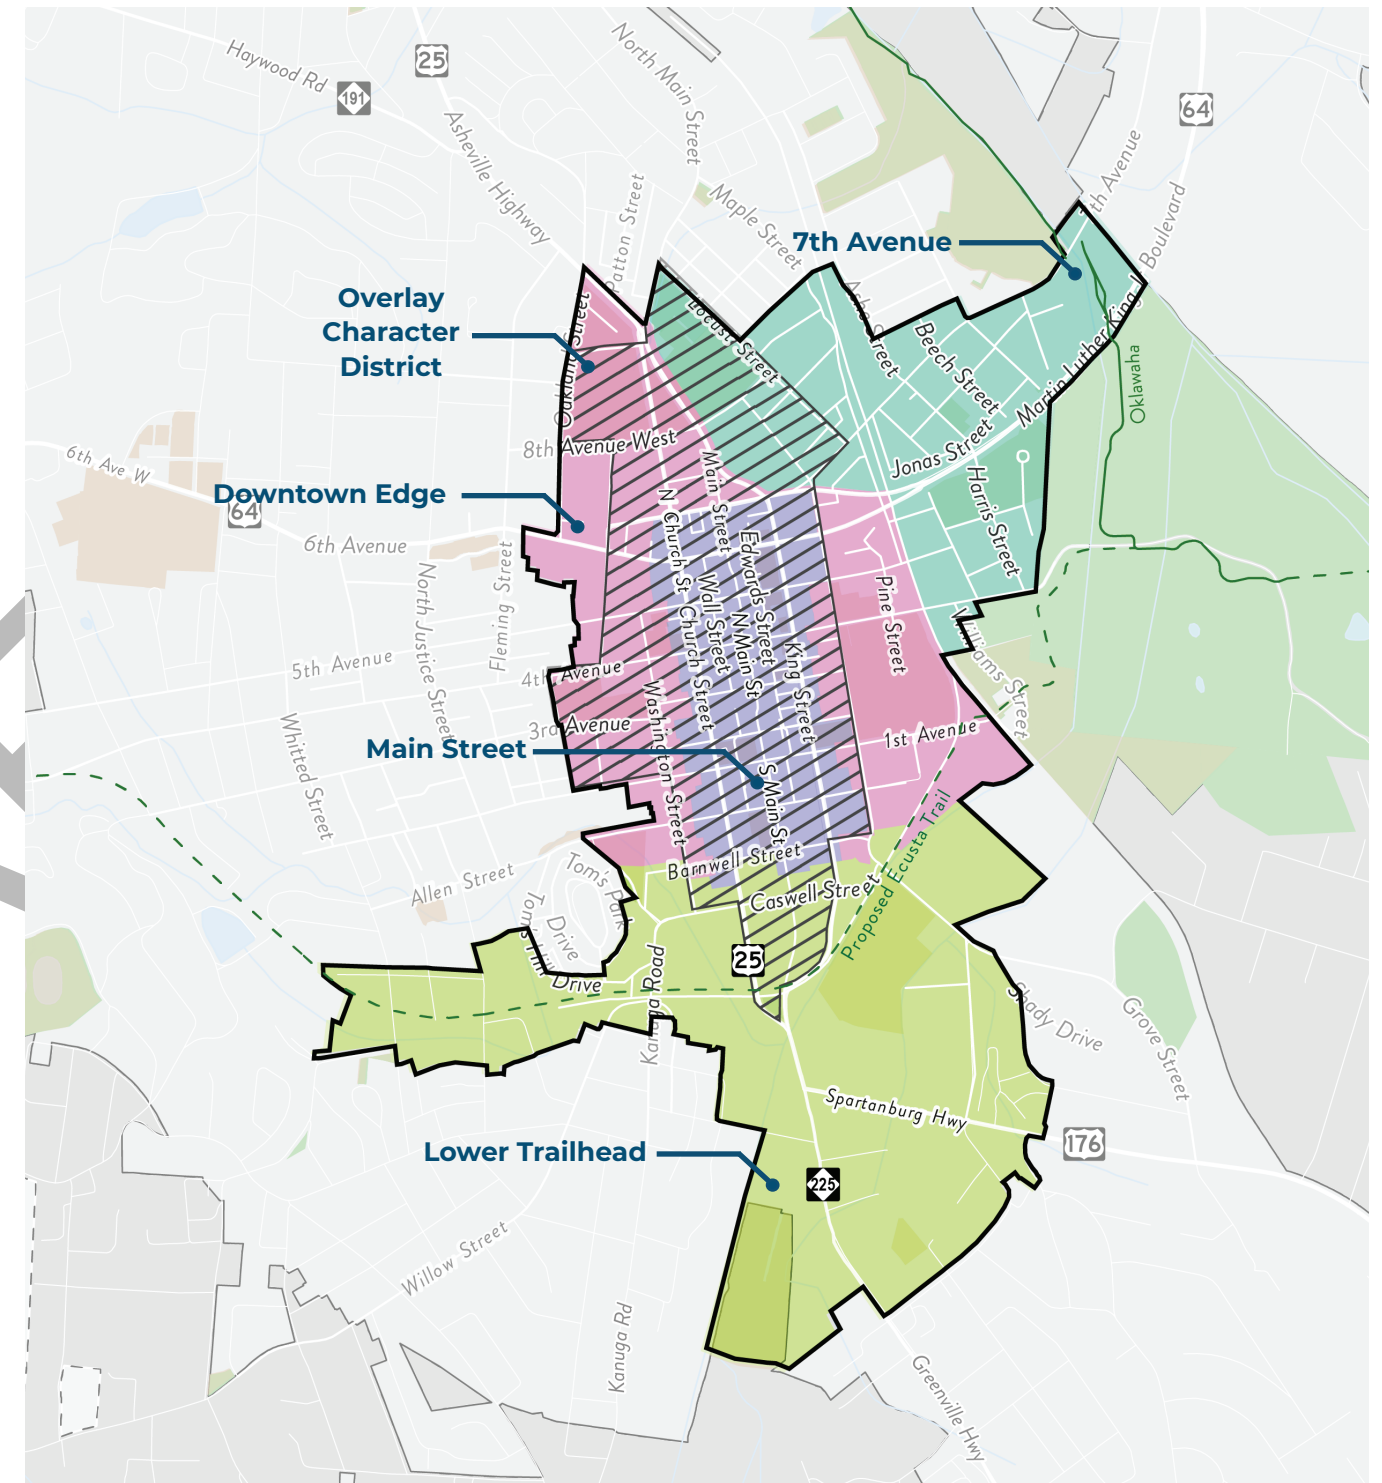 Haywood Rd
25
191
North Main Street
64
Asheville Highway
Patton Street
Maple Street
7th Avenue
Boulevard
Overlay
Character
District
Oakland Street
Locust Street
Ashe Street
Beech Street
Martin Luther King Jr
Oklawaha
6th Ave W
8th Avenue West
Main Street
Jonas Street
Harris Street
Downtown Edge
64
6th Avenue
North Justice Street
Fleming Street
N Church St
Church Street
Wall Street
Edwards Street
N Main St
King Street
Pine Street
Williams Street
5th Avenue
4th Avenue
3rd Avenue
Washington Street
1st Avenue
Whitted Street
Main Street
S Main St
Barnwell Street
Caswell Street
Proposed Ecusta Trail
Allen Street
Tom's Park
Drive
Tom's Hill Drive
25
Kanuga Road
Shady Drive
Grove Street
Spartanburg Hwy
176
Lower Trailhead
225
Willow Street
Kanuga Rd
Greenville Hwy